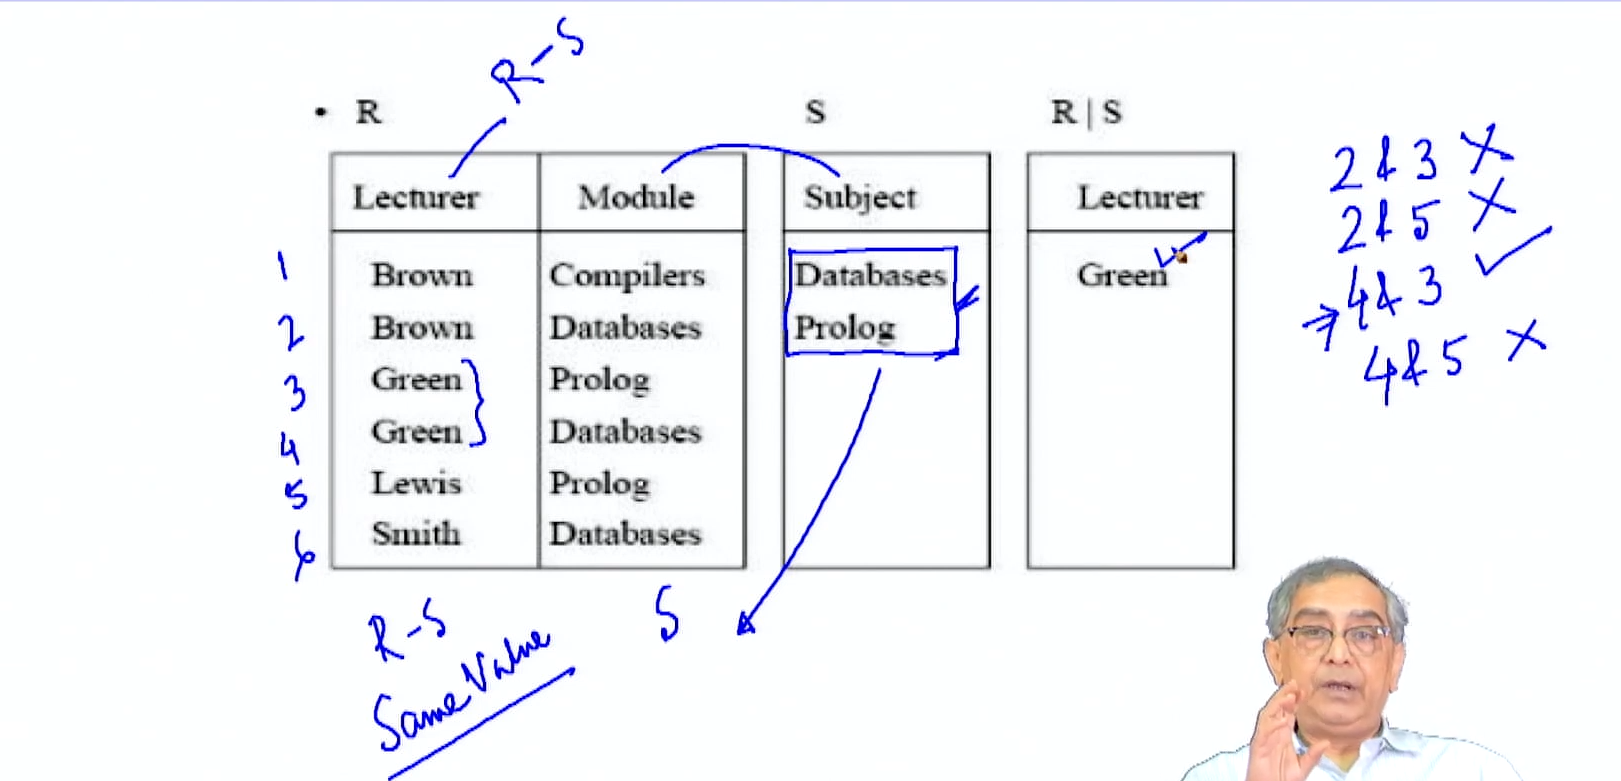 R-S
• R S R | S
Lecturer Module Subject Lecturer
1 Brown Compilers Databases Green
2 Brown Databases Prolog
3 Green Prolog
4 Green Databases
5 Lewis Prolog
6 Smith Databases
2 & 3 X
2 & 5 X
4 & 3 ✓
4 & 5 X
R-S S
Same Value